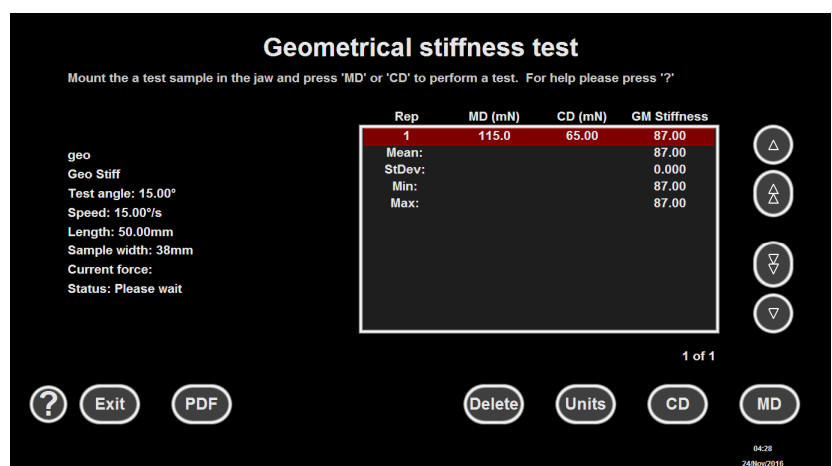 Geometrical stiffness test
Mount the a test sample in the jaw and press 'MD' or 'CD' to perform a test. For help please press '?'
Rep MD (mN) CD (mN) GM Stiffness
1 115.0 65.00 87.00
Mean: 87.00
StDev: 0.000
Min: 87.00
Max: 87.00
geo
Geo Stiff
Test angle: 15.00°
Speed: 15.00°/s
Length: 50.00mm
Sample width: 38mm
Current force:
Status: Please wait
1 of 1
? Exit PDF Delete Units CD MD
04:28
24/Nov/2016